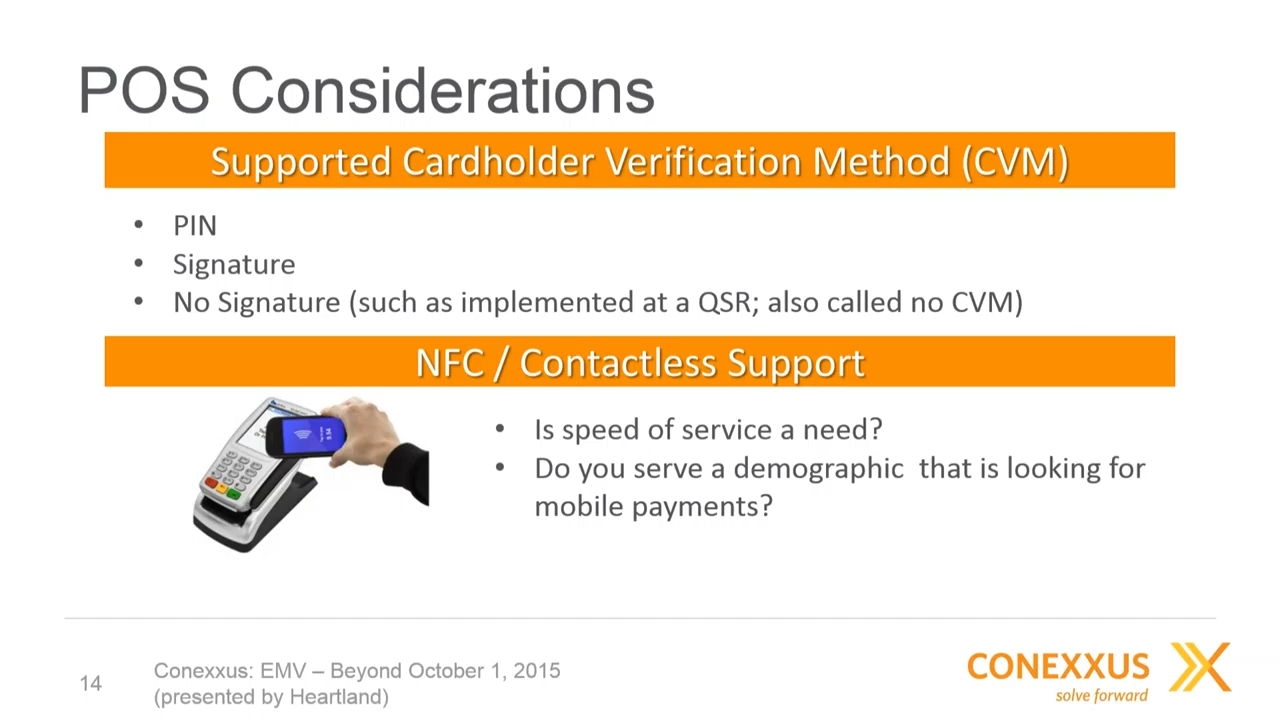 POS Considerations
Supported Cardholder Verification Method (CVM)
• PIN
• Signature
• No Signature (such as implemented at a QSR; also called no CVM)
NFC / Contactless Support
• Is speed of service a need?
• Do you serve a demographic that is looking for
mobile payments?
14
Conexxus: EMV – Beyond October 1, 2015
(presented by Heartland)
CONEXXUS
solve forward